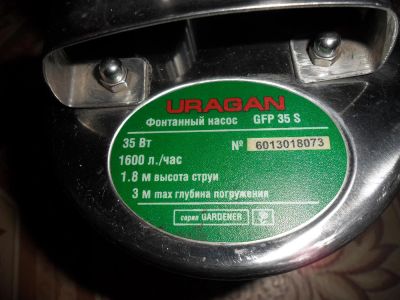 URAGAN
Фонтанный насос GFP 35 S
35 Вт № 6013018073
1600 л./час
1.8 м высота струи
3 м max глубина погружения
серия GARDENER